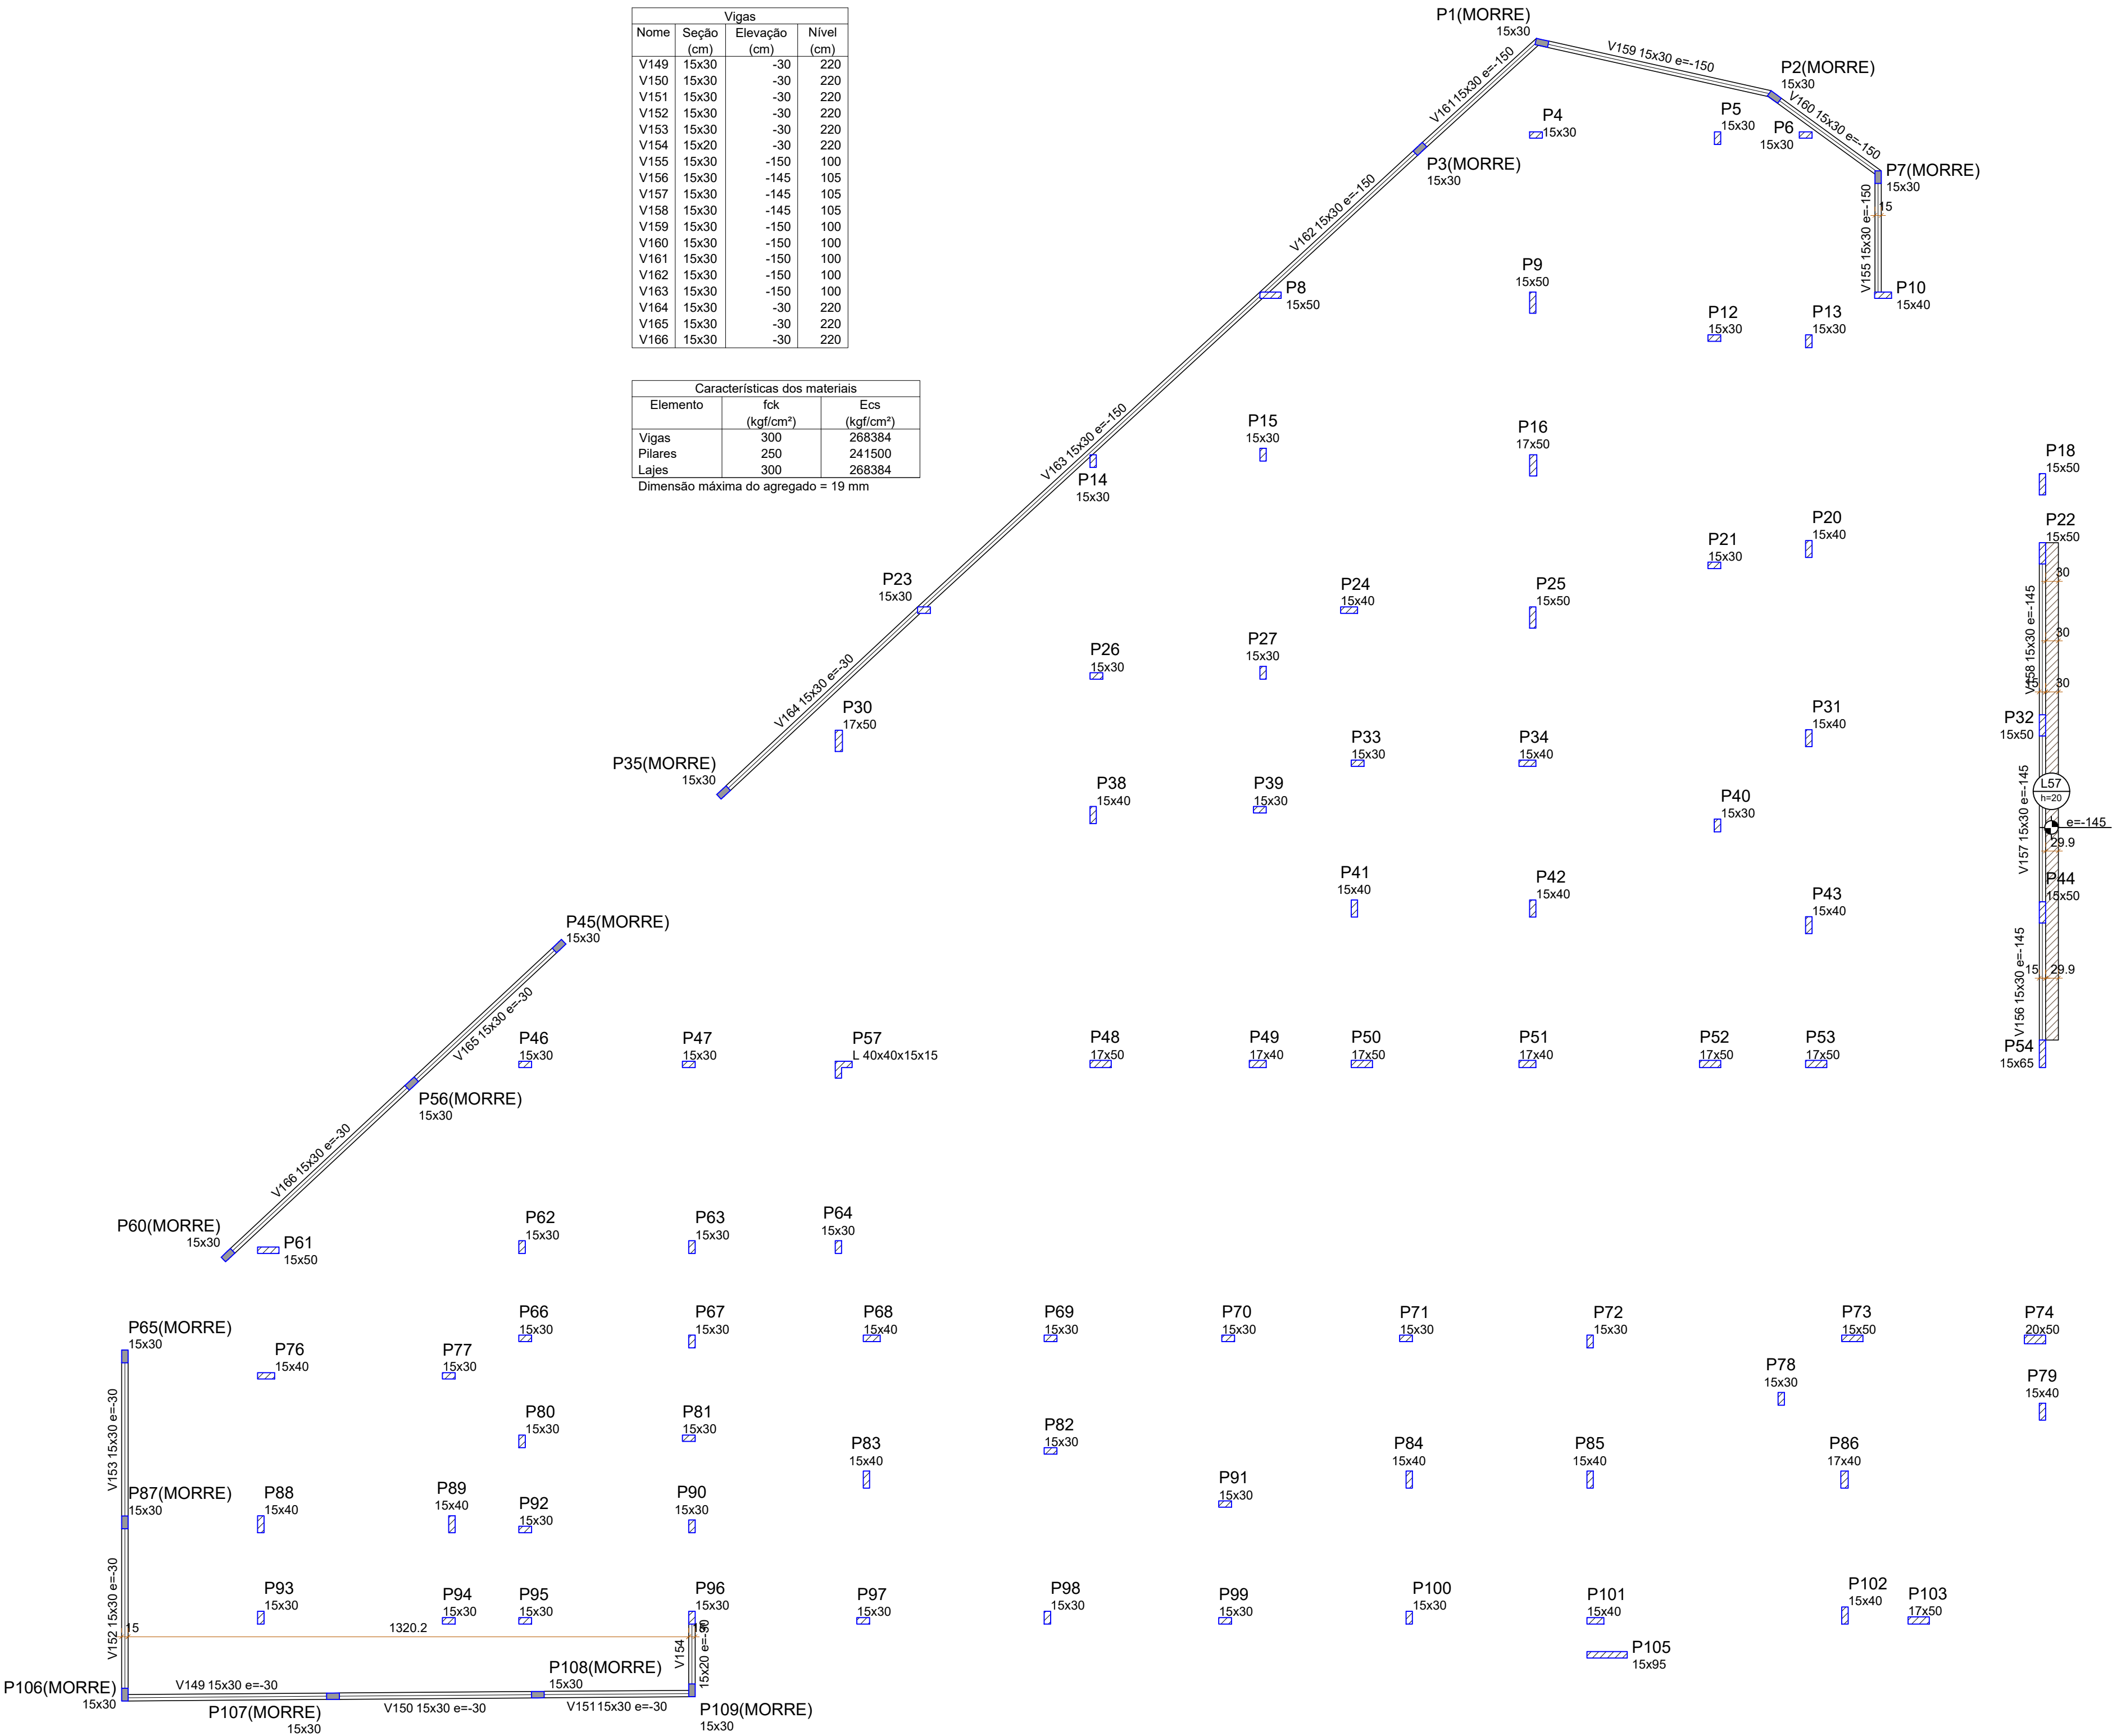 Vigas
Nome Seção Elevação Nível
(cm) (cm) (cm)
V149 15x30 -30 220
V150 15x30 -30 220
V151 15x30 -30 220
V152 15x30 -30 220
V153 15x30 -30 220
V154 15x20 -30 220
V155 15x30 -150 100
V156 15x30 -145 105
V157 15x30 -145 105
V158 15x30 -145 105
V159 15x30 -150 100
V160 15x30 -150 100
V161 15x30 -150 100
V162 15x30 -150 100
V163 15x30 -150 100
V164 15x30 -30 220
V165 15x30 -30 220
V166 15x30 -30 220
Características dos materiais
Elemento fck Ecs
(kgf/cm²) (kgf/cm²)
Vigas 300 268384
Pilares 250 241500
Lajes 300 268384
Dimensão máxima do agregado = 19 mm
P1(MORRE)
15x30
V159 15x30 e=-150
P2(MORRE)
15x30
V161 15x30 e=-150
V160 15x30 e=-150
P4
15x30
P5
15x30
P6
15x30
P3(MORRE)
15x30
P7(MORRE)
15x30
15
V155 15x30 e=-150
V162 15x30 e=-150
P8
15x50
P9
15x50
P10
15x40
P12
15x30
P13
15x30
V163 15x30 e=-150
P14
15x30
P15
15x30
P16
17x50
P18
15x50
P20
15x40
P21
15x30
P22
15x50
30
V158 15x30 e=-145
30
15 30
P23
15x30
P24
15x40
P25
15x50
P26
15x30
P27
15x30
V164 15x30 e=-30
P30
17x50
P31
15x40
P32
15x50
P33
15x30
P34
15x40
P35(MORRE)
15x30
P38
15x40
P39
15x30
P40
15x30
L57
h=20
V157 15x30 e=-145
e=-145
29.9
P41
15x40
P42
15x40
P43
15x40
P44
15x50
V156 15x30 e=-145
15 29.9
P45(MORRE)
15x30
V165 15x30 e=-30
P46
15x30
P47
15x30
P57
L 40x40x15x15
P48
17x50
P49
17x40
P50
17x50
P51
17x40
P52
17x50
P53
17x50
P54
15x65
P56(MORRE)
15x30
V166 15x30 e=-30
P60(MORRE)
15x30
P61
15x50
P62
15x30
P63
15x30
P64
15x30
P65(MORRE)
15x30
P66
15x30
P67
15x30
P68
15x40
P69
15x30
P70
15x30
P71
15x30
P72
15x30
P73
15x50
P74
20x50
P76
15x40
P77
15x30
P78
15x30
P79
15x40
V153 15x30 e=-30
P80
15x30
P81
15x30
P82
15x30
P83
15x40
P84
15x40
P85
15x40
P86
17x40
P87(MORRE)
15x30
P88
15x40
P89
15x40
P92
15x30
P90
15x30
P91
15x30
V152 15x30 e=-30
P93
15x30
P94
15x30
P95
15x30
P96
15x30
P97
15x30
P98
15x30
P99
15x30
P100
15x30
P101
15x40
P102
15x40
P103
17x50
15 1320.2 15
V154
15x20 e=-30
P105
15x95
P106(MORRE)
15x30
V149 15x30 e=-30
P107(MORRE)
15x30
V150 15x30 e=-30
P108(MORRE)
15x30
V151 15x30 e=-30
P109(MORRE)
15x30